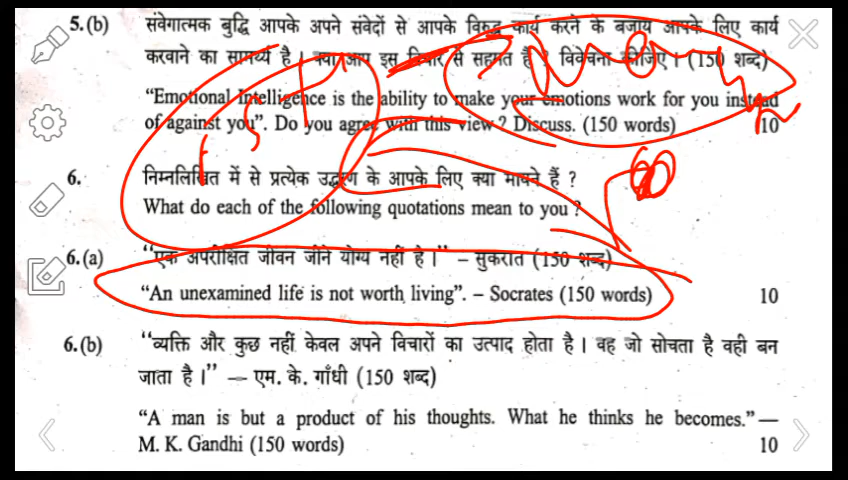 5.(b) संवेगात्मक बुद्धि आपके अपने संवेदों से आपके विरुद्ध कार्य करने के बजाय आपके लिए कार्य
करवाने का सामर्थ्य है । क्या आप इस विचार से सहमत हैं ? विवेचना कीजिए । (150 शब्द)
“Emotional Intelligence is the ability to make your emotions work for you instead
of against you”. Do you agree with this view? Discuss. (150 words) 10
6. निम्नलिखित में से प्रत्येक उद्धरण के आपके लिए क्या मायने हैं ?
What do each of the following quotations mean to you ?
6.(a) “एक अपरीक्षित जीवन जीने योग्य नहीं है ।” – सुकरात (150 शब्द)
“An unexamined life is not worth living”. – Socrates (150 words) 10
6.(b) “व्यक्ति और कुछ नहीं केवल अपने विचारों का उत्पाद होता है । वह जो सोचता है वही बन
जाता है ।” — एम. के. गाँधी (150 शब्द)
“A man is but a product of his thoughts. What he thinks he becomes.”—
M. K. Gandhi (150 words) 10